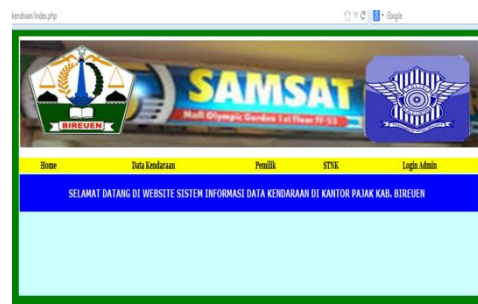 kendraan/index.php
Google
SAMSAT
Mall Olympic Garden 1st Floor FF-53
BIREUEN
Home Data Kendaraan Pemilik STNK Login Admin
SELAMAT DATANG DI WEBSITE SISTEM INFORMASI DATA KENDARAAN DI KANTOR PAJAK KAB. BIREUEN